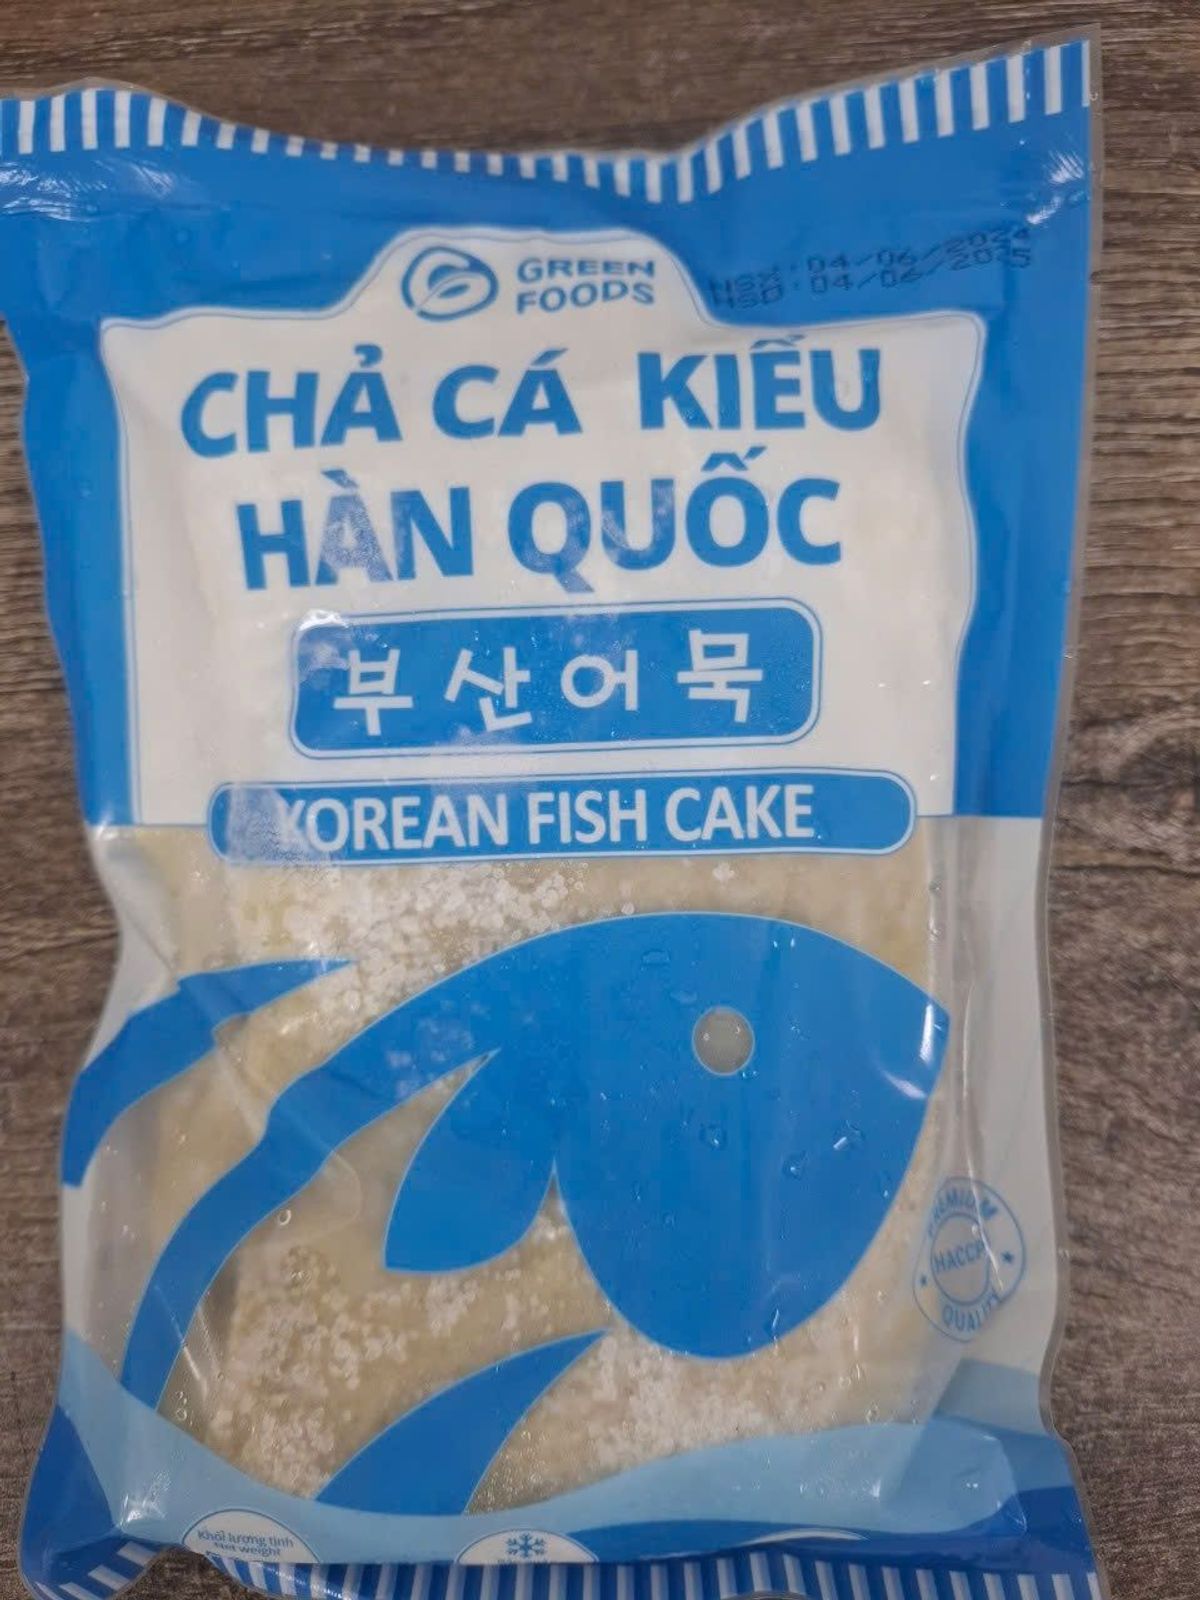 GREEN
FOODS
NSX: 04/06/2024
HSD: 04/06/2025
CHẢ CÁ KIỂU
HÀN QUỐC
부산어묵
KOREAN FISH CAKE
PREMIUM
HACCP
QUALITY
Khối lượng tịnh
Net weight